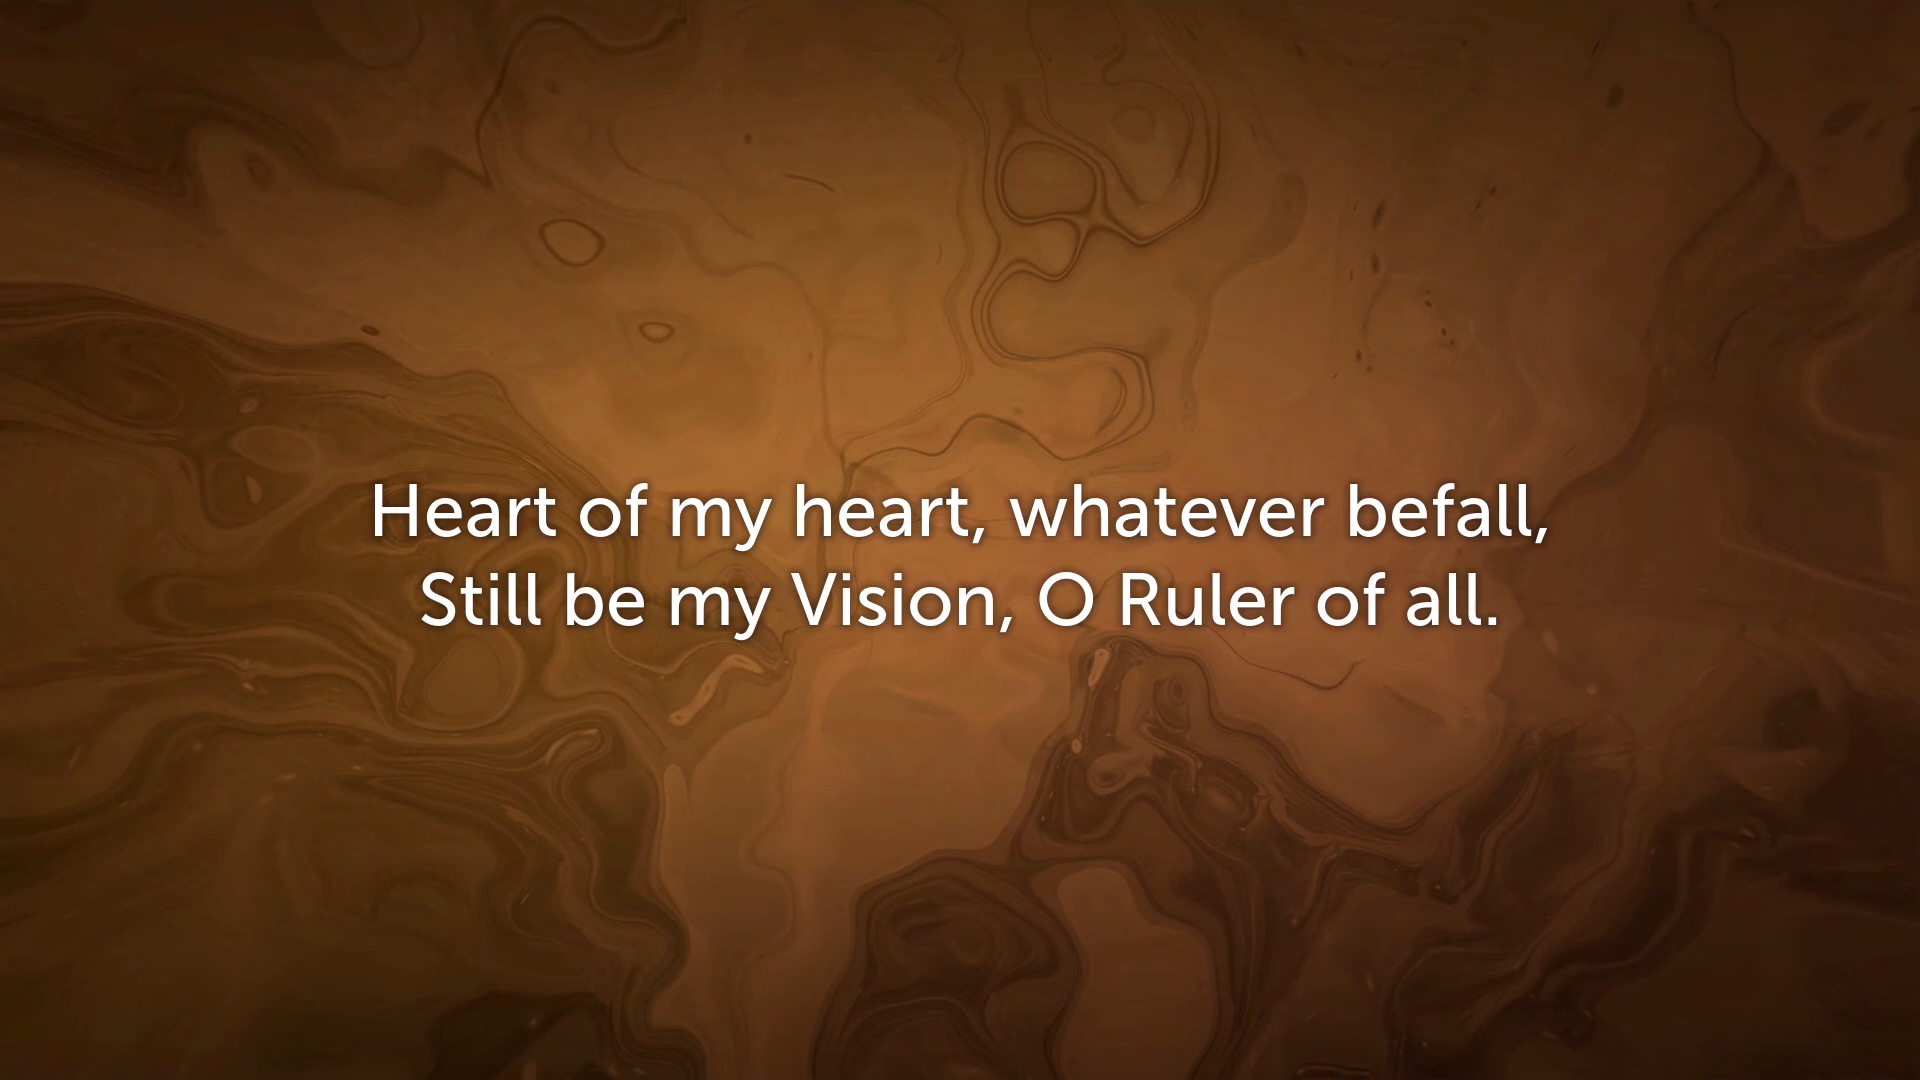 Heart of my heart, whatever befall,
Still be my Vision, O Ruler of all.